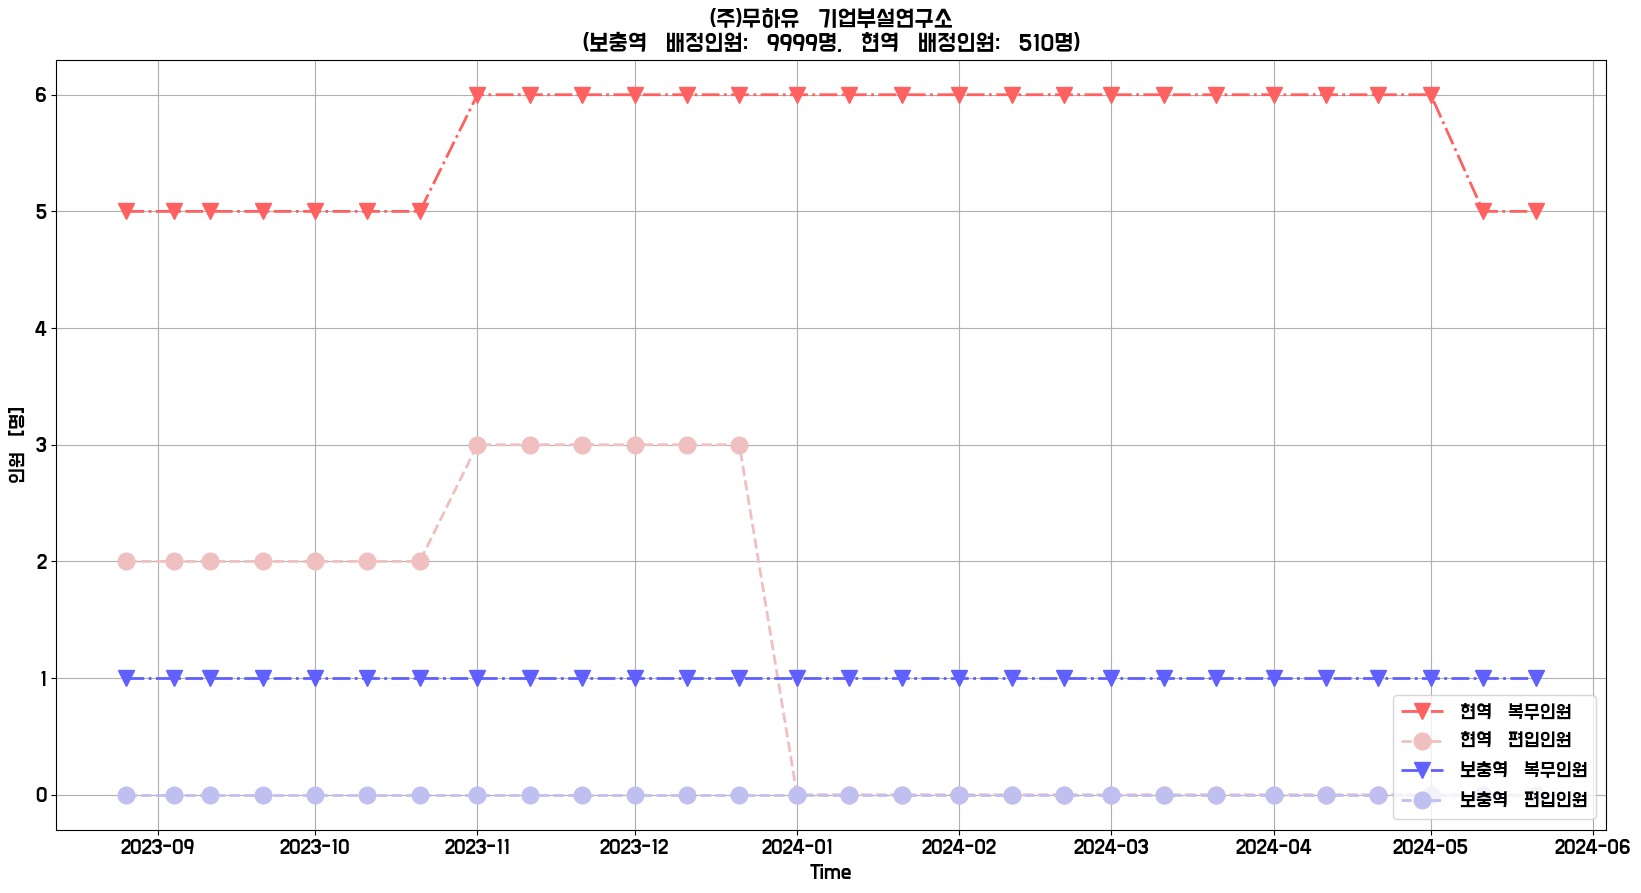 (주)무하유 기업부설연구소
(보충역 배정인원: 9999명, 현역 배정인원: 510명)
인원 [명]
6
5
4
3
2
1
0
현역 복무인원
현역 편입인원
보충역 복무인원
보충역 편입인원
2023-09 2023-10 2023-11 2023-12 2024-01 2024-02 2024-03 2024-04 2024-05 2024-06
Time